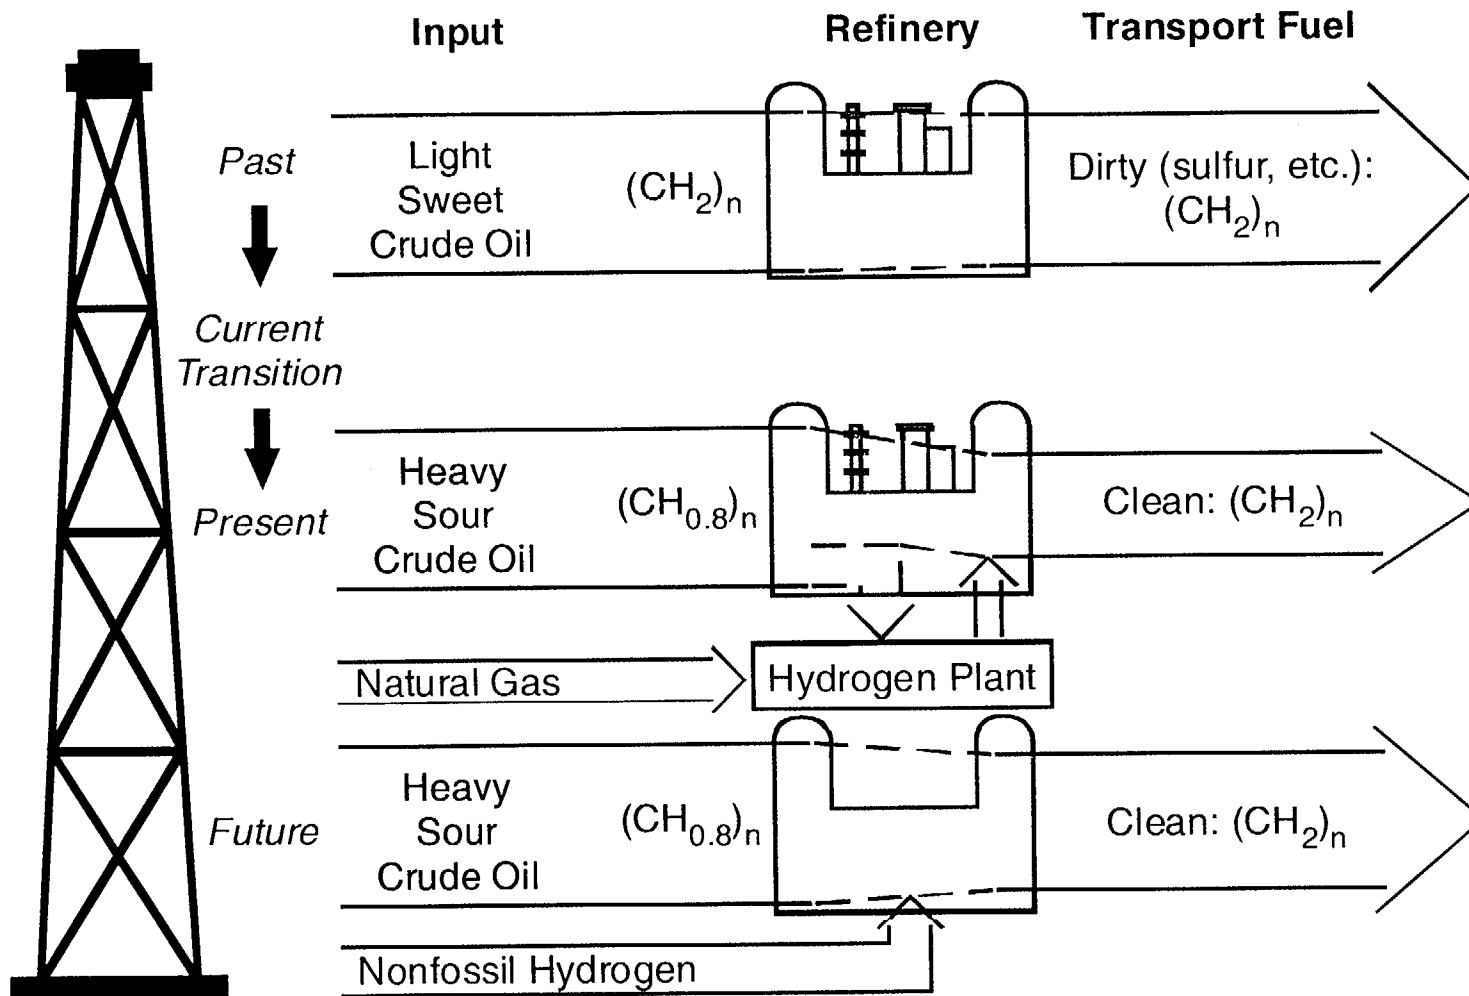 Input
Refinery
Transport Fuel
Past
Light
Sweet
Crude Oil
(CH2)n
Dirty (sulfur, etc.):
(CH2)n
Current
Transition
Present
Heavy
Sour
Crude Oil
(CH0.8)n
Clean: (CH2)n
Natural Gas
Hydrogen Plant
Future
Heavy
Sour
Crude Oil
(CH0.8)n
Clean: (CH2)n
Nonfossil Hydrogen